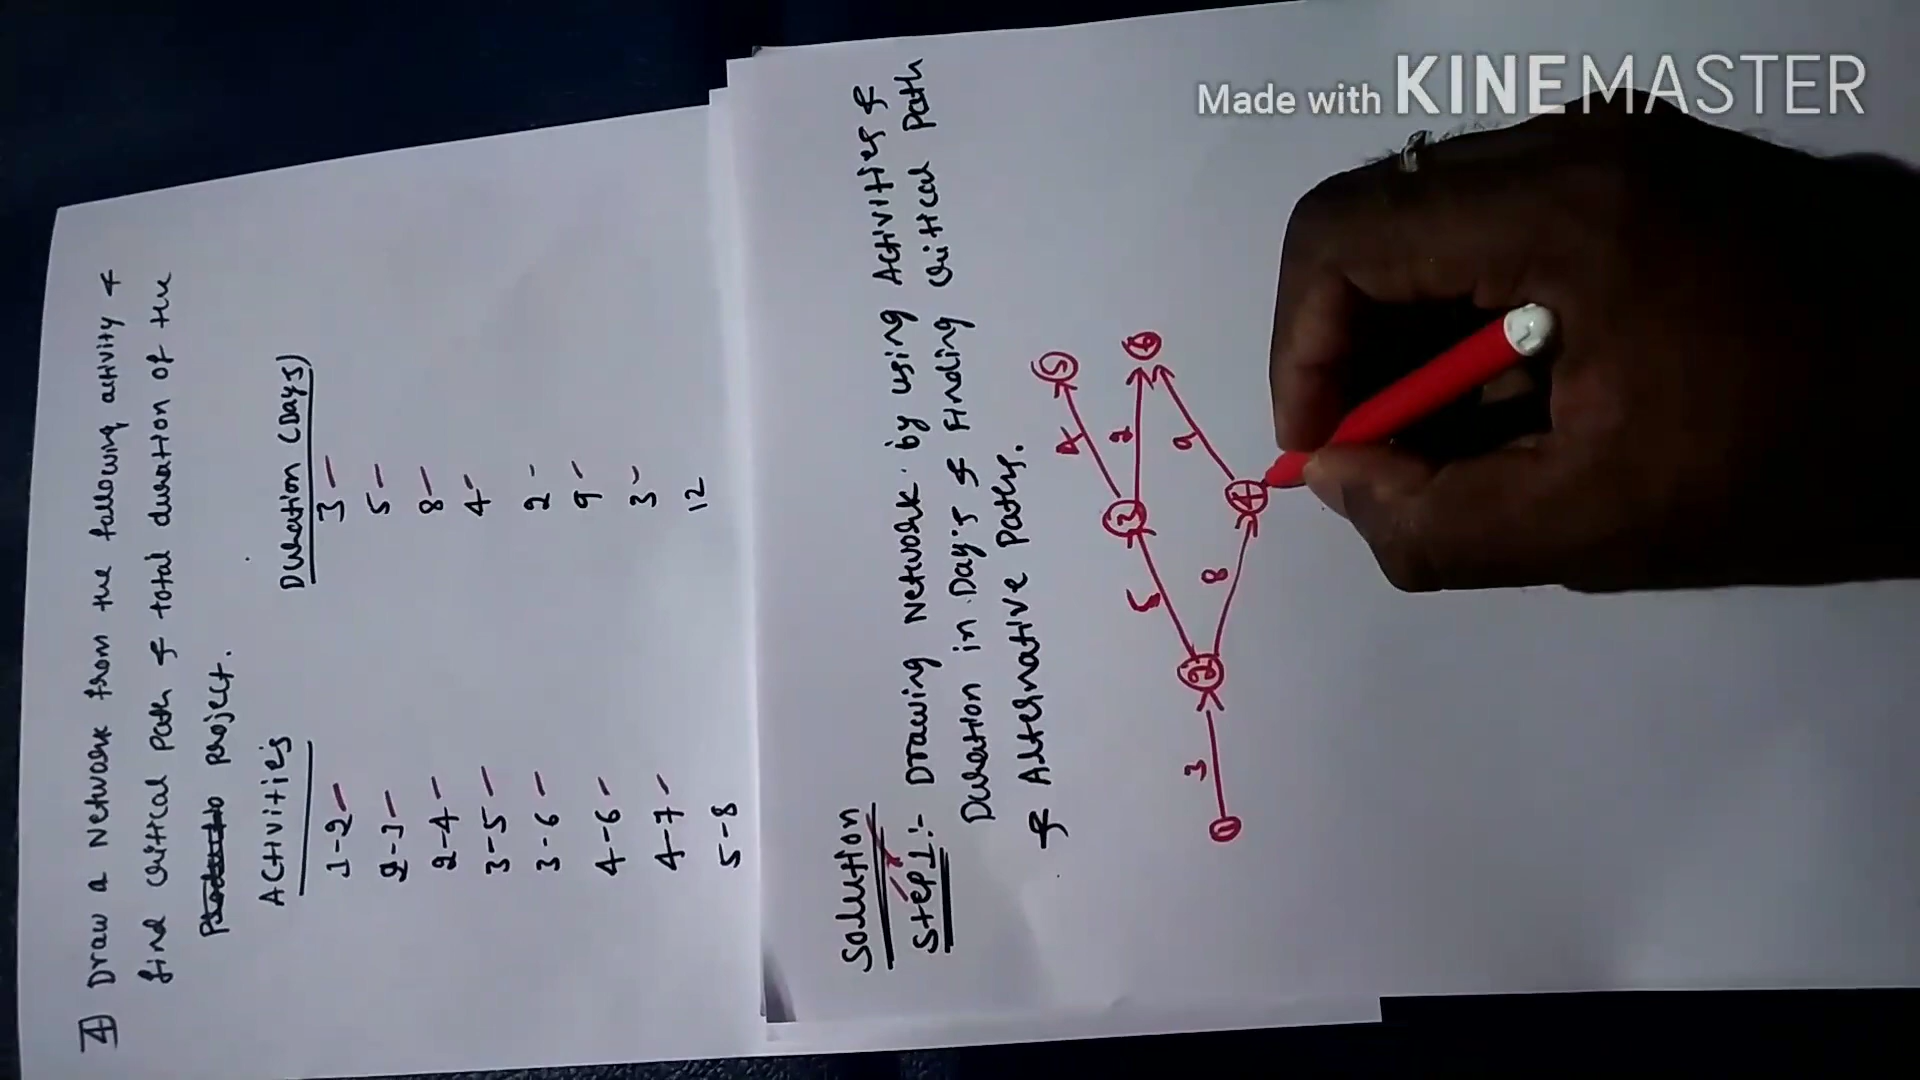 Made with KINEMASTER
4 Draw a Network from the following activity &
find critical path & total duration of the
project.
Activities Duration (Days)
1-2 - 3 -
2-3 - 5 -
2-4 - 8 -
3-5 - 4 -
3-6 - 2 -
4-6 - 9 -
4-7 - 3 -
5-8 12
Solution
Step 1:- Drawing Network by using Activities &
Duration in Day's & Finding critical path
& Alternative Paths.
5
4
6
3
2
9
5
4
8
2
3
1